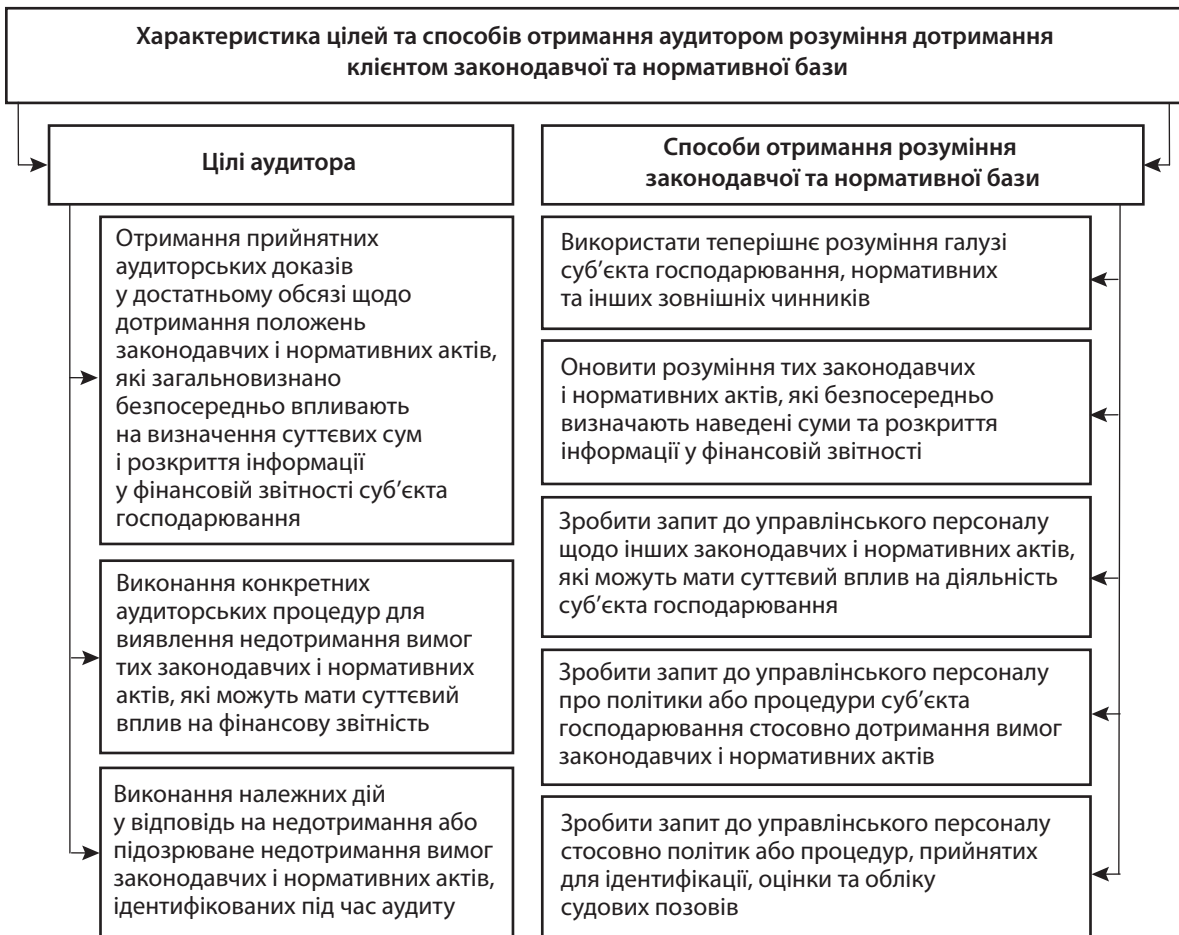 Характеристика цілей та способів отримання аудитором розуміння дотримання
клієнтом законодавчої та нормативної бази
Цілі аудитора
Отримання прийнятних
аудиторських доказів
у достатньому обсязі щодо
дотримання положень
законодавчих і нормативних актів,
які загальновизнано
безпосередньо впливають
на визначення суттєвих сум
і розкриття інформації
у фінансовій звітності суб’єкта
господарювання
Виконання конкретних
аудиторських процедур для
виявлення недотримання вимог
тих законодавчих і нормативних
актів, які можуть мати суттєвий
вплив на фінансову звітність
Виконання належних дій
у відповідь на недотримання або
підозрюване недотримання вимог
законодавчих і нормативних актів,
ідентифікованих під час аудиту
Способи отримання розуміння
законодавчої та нормативної бази
Використати теперішнє розуміння галузі
суб’єкта господарювання, нормативних
та інших зовнішніх чинників
Оновити розуміння тих законодавчих
і нормативних актів, які безпосередньо
визначають наведені суми та розкриття
інформації у фінансовій звітності
Зробити запит до управлінського персоналу
щодо інших законодавчих і нормативних актів,
які можуть мати суттєвий вплив на діяльність
суб’єкта господарювання
Зробити запит до управлінського персоналу
про політики або процедури суб’єкта
господарювання стосовно дотримання вимог
законодавчих і нормативних актів
Зробити запит до управлінського персоналу
стосовно політик або процедур, прийнятих
для ідентифікації, оцінки та обліку
судових позовів